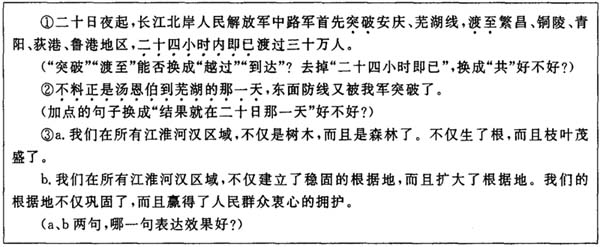 ①二十日夜起,长江北岸人民解放军中路军首先突破安庆、芜湖线,渡至繁昌、铜陵、青
阳、荻港、鲁港地区,二十四小时内即已渡过三十万人。
(“突破”“渡至”能否换成“越过”“到达”? 去掉“二十四小时即已”,换成“共”好不好?)
②不料正是汤恩伯到芜湖的那一天,东面防线又被我军突破了。
(加点的句子换成“结果就在二十日那一天”好不好?)
③a. 我们在所有江淮河汉区域,不仅是树木,而且是森林了。不仅生了根,而且枝叶茂
盛了。
b. 我们在所有江淮河汉区域,不仅建立了稳固的根据地,而且扩大了根据地。我们的
根据地不仅巩固了,而且赢得了人民群众衷心的拥护。
(a、b 两句,哪一句表达效果好?)